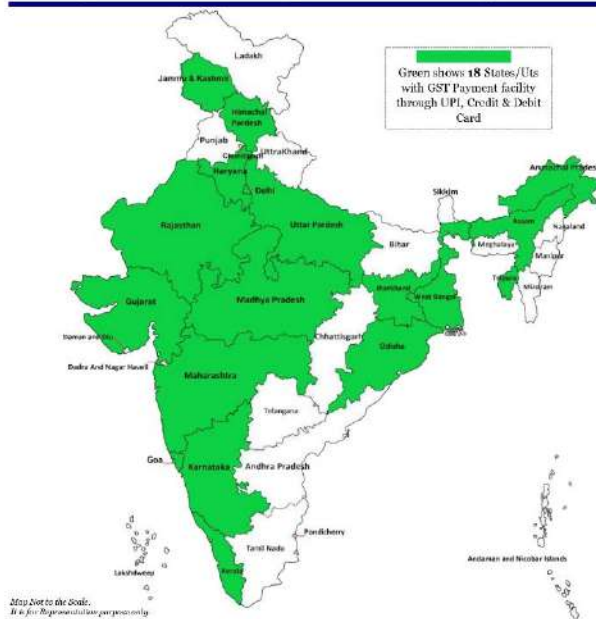 Ladakh
Green shows 18 States/Uts
with GST Payment facility
through UPI, Credit & Debit
Card
Jammu & Kashmir
Himachal
Pardesh
Punjab
UttraKhand
Haryana
Delhi
Arunachal Prades
Sikkim
Rajasthan
Uttar Pardesh
Assam
Nagaland
Bihar
Meghalaya
Manipur
Jharkhand
Tripura
Mizoram
Gujarat
Madhya Pradesh
West Bengal
Daman and Diu
Chhattisgarh
Odisha
Dadra And Nagar Haveli
Maharashtra
Telangana
Goa
Karnataka
Andhra Pradesh
Pondicherry
Tamil Nadu
Andaman and Nicobar Islands
Lakshdweep
Kerala
Map Not to the Scale.
It is for Representation purpose only.